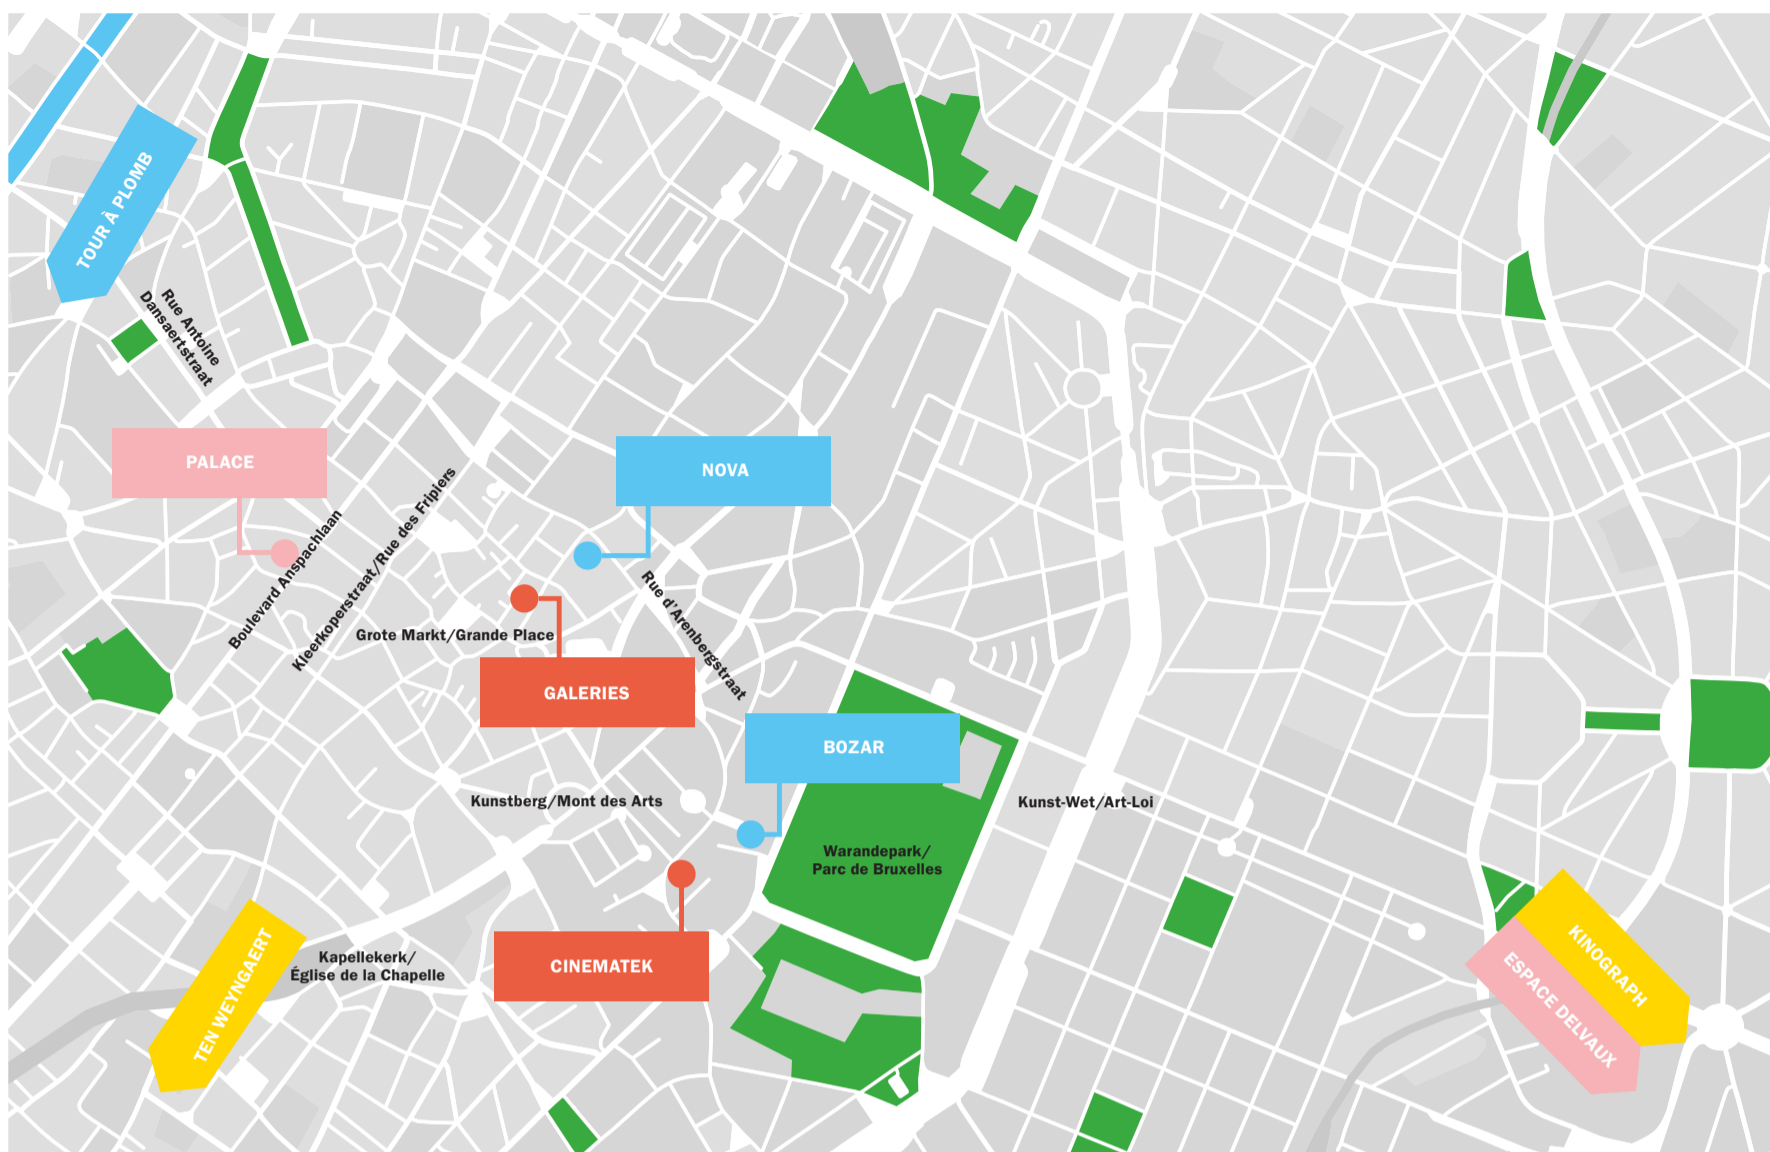 TOUR À PLOMB
Rue Antoine
Dansaertstraat
PALACE
NOVA
Boulevard Anspachlaan
Kleerkoperstraat/Rue des Fripiers
Grote Markt/Grande Place
Rue d'Arenbergstraat
GALERIES
BOZAR
Kunstberg/Mont des Arts
Kunst-Wet/Art-Loi
Warandepark/
Parc de Bruxelles
CINEMATEK
Kapellekerk/
Église de la Chapelle
TEN WEYNGAERT
KINOGRAPH
ESPACE DELVAUX